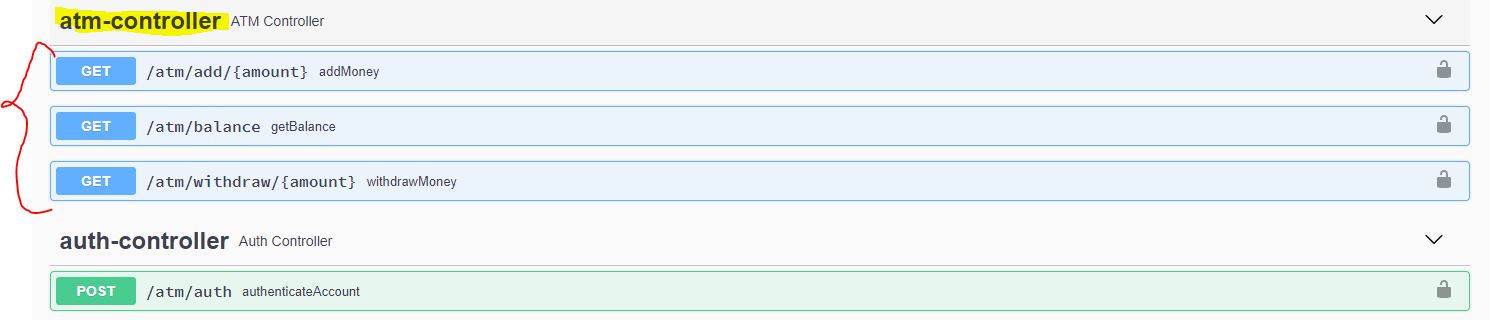 atm-controller ATM Controller
GET /atm/add/{amount} addMoney
GET /atm/balance getBalance
GET /atm/withdraw/{amount} withdrawMoney
auth-controller Auth Controller
POST /atm/auth authenticateAccount